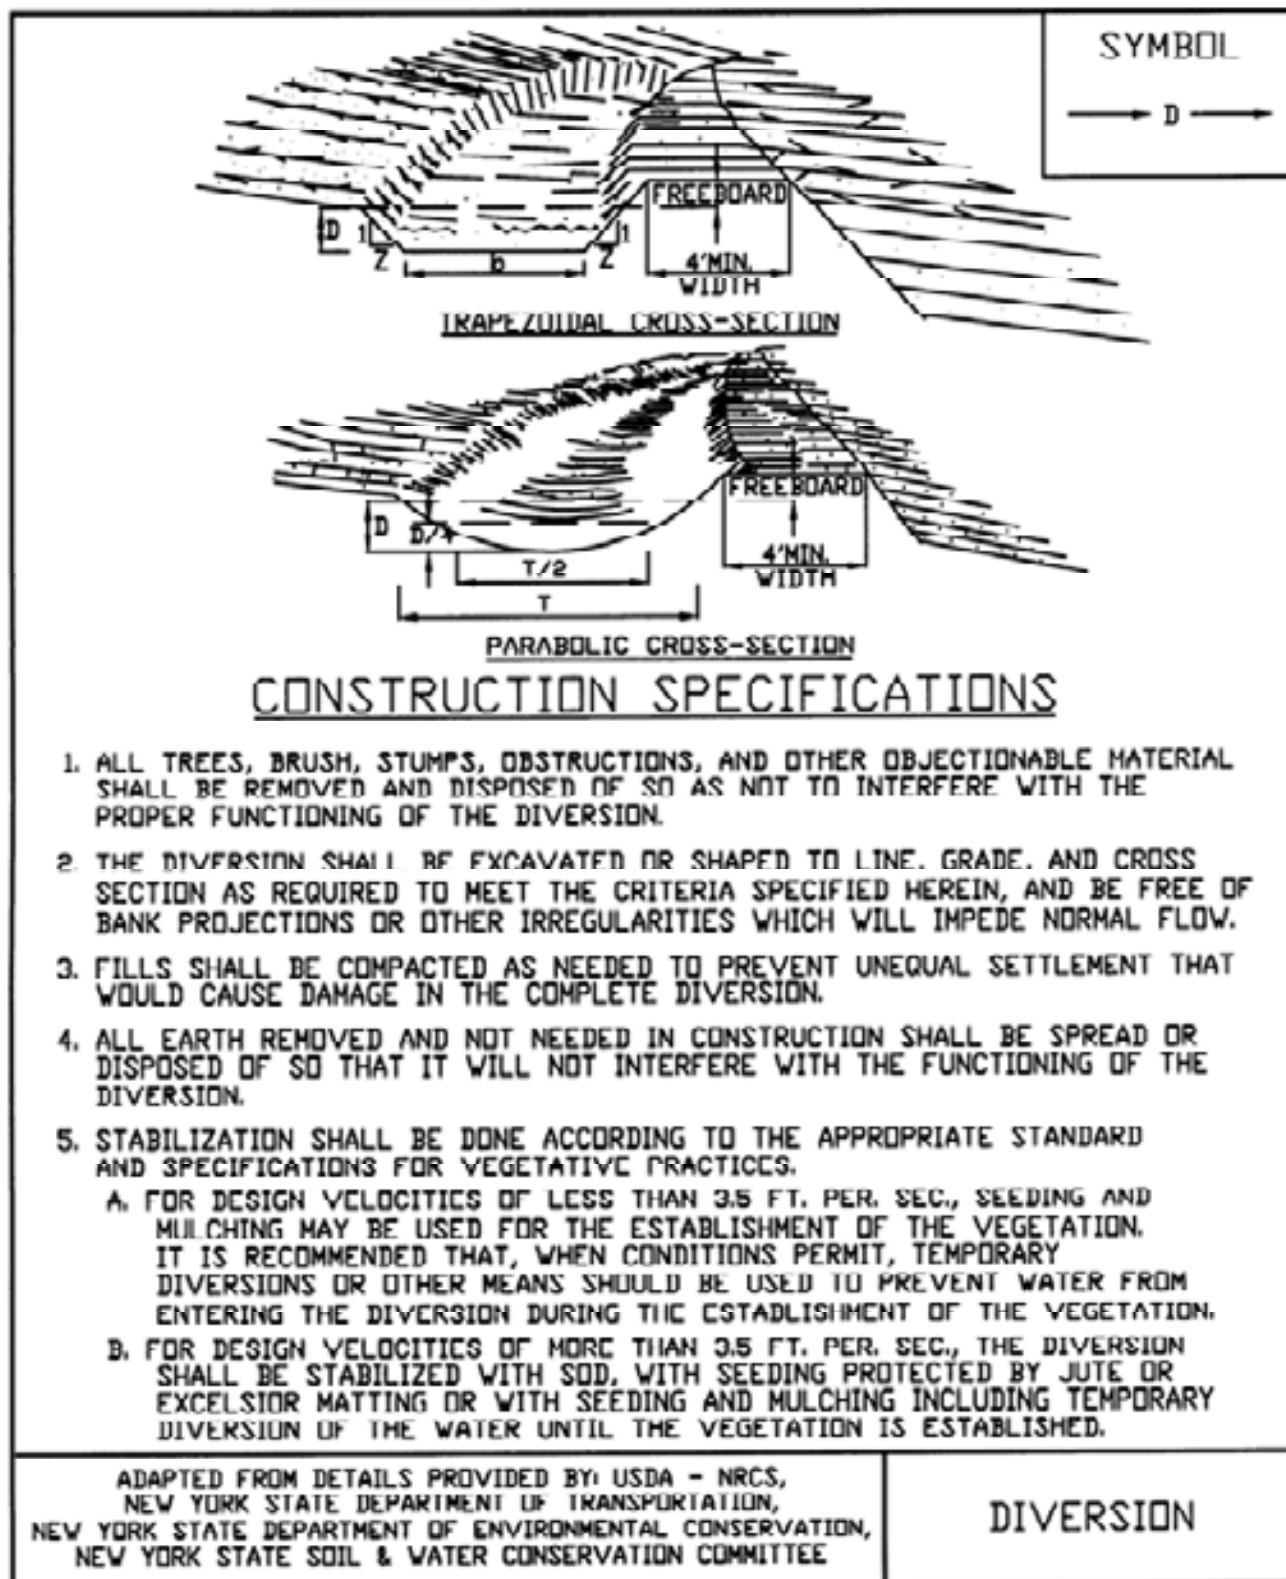 SYMBOL
D
FREEBOARD
D
1
1
Z
b
Z
4'MIN.
WIDTH
TRAPEZOIDAL CROSS-SECTION
FREEBOARD
D
D/4
T/2
4'MIN.
WIDTH
T
PARABOLIC CROSS-SECTION
CONSTRUCTION SPECIFICATIONS
1. ALL TREES, BRUSH, STUMPS, OBSTRUCTIONS, AND OTHER OBJECTIONABLE MATERIAL
SHALL BE REMOVED AND DISPOSED OF SO AS NOT TO INTERFERE WITH THE
PROPER FUNCTIONING OF THE DIVERSION.
2. THE DIVERSION SHALL BE EXCAVATED OR SHAPED TO LINE, GRADE, AND CROSS
SECTION AS REQUIRED TO MEET THE CRITERIA SPECIFIED HEREIN, AND BE FREE OF
BANK PROJECTIONS OR OTHER IRREGULARITIES WHICH WILL IMPEDE NORMAL FLOW.
3. FILLS SHALL BE COMPACTED AS NEEDED TO PREVENT UNEQUAL SETTLEMENT THAT
WOULD CAUSE DAMAGE IN THE COMPLETE DIVERSION.
4. ALL EARTH REMOVED AND NOT NEEDED IN CONSTRUCTION SHALL BE SPREAD OR
DISPOSED OF SO THAT IT WILL NOT INTERFERE WITH THE FUNCTIONING OF THE
DIVERSION.
5. STABILIZATION SHALL BE DONE ACCORDING TO THE APPROPRIATE STANDARD
AND SPECIFICATIONS FOR VEGETATIVE PRACTICES.
A. FOR DESIGN VELOCITIES OF LESS THAN 3.5 FT. PER. SEC., SEEDING AND
MULCHING MAY BE USED FOR THE ESTABLISHMENT OF THE VEGETATION.
IT IS RECOMMENDED THAT, WHEN CONDITIONS PERMIT, TEMPORARY
DIVERSIONS OR OTHER MEANS SHOULD BE USED TO PREVENT WATER FROM
ENTERING THE DIVERSION DURING THE ESTABLISHMENT OF THE VEGETATION.
B. FOR DESIGN VELOCITIES OF MORE THAN 3.5 FT. PER. SEC., THE DIVERSION
SHALL BE STABILIZED WITH SOD, WITH SEEDING PROTECTED BY JUTE OR
EXCELSIOR MATTING OR WITH SEEDING AND MULCHING INCLUDING TEMPORARY
DIVERSION OF THE WATER UNTIL THE VEGETATION IS ESTABLISHED.
ADAPTED FROM DETAILS PROVIDED BY: USDA - NRCS,
NEW YORK STATE DEPARTMENT OF TRANSPORTATION,
NEW YORK STATE DEPARTMENT OF ENVIRONMENTAL CONSERVATION,
NEW YORK STATE SOIL & WATER CONSERVATION COMMITTEE
DIVERSION